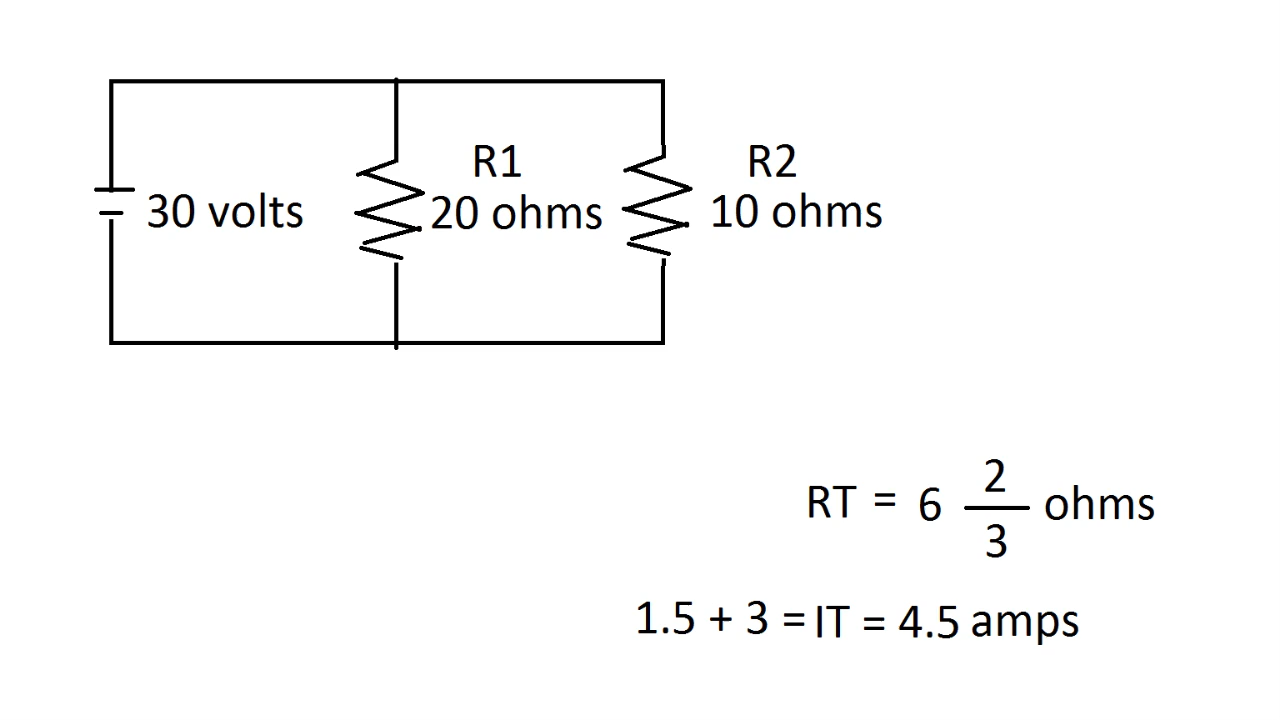 R1
R2
30 volts
20 ohms
10 ohms
RT = 6 2/3 ohms
1.5 + 3 = IT = 4.5 amps